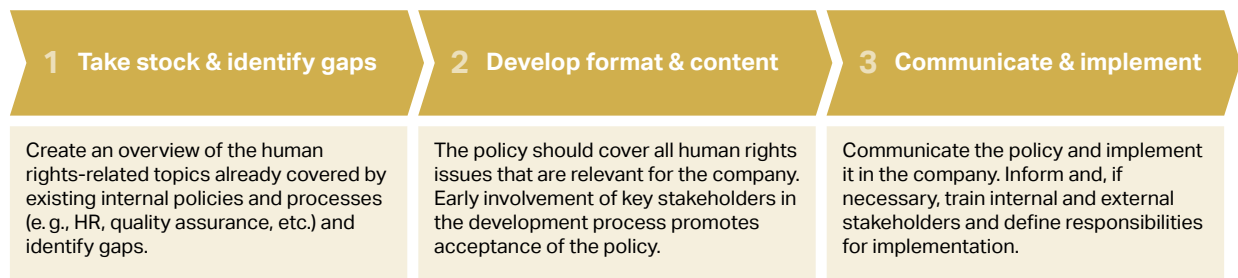 1 Take stock & identify gaps
Create an overview of the human
rights-related topics already covered by
existing internal policies and processes
(e. g., HR, quality assurance, etc.) and
identify gaps.
2 Develop format & content
The policy should cover all human rights
issues that are relevant for the company.
Early involvement of key stakeholders in
the development process promotes
acceptance of the policy.
3 Communicate & implement
Communicate the policy and implement
it in the company. Inform and, if
necessary, train internal and external
stakeholders and define responsibilities
for implementation.